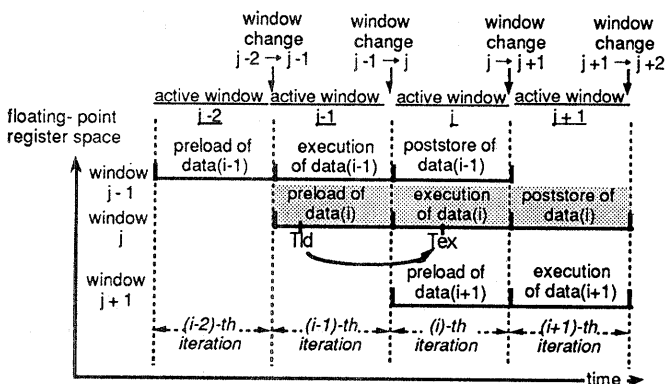 window change j-2 → j-1
window change j-1 → j
window change j → j+1
window change j+1 → j+2
active window j-2
active window j-1
active window j
active window j+1
floating- point register space
window j - 1
preload of data(i-1)
execution of data(i-1)
poststore of data(i-1)
window j
preload of data(i)
execution of data(i)
poststore of data(i)
Tld
Tex
window j + 1
preload of data(i+1)
execution of data(i+1)
(i-2)-th iteration
(i-1)-th iteration
(i)-th iteration
(i+1)-th iteration
time